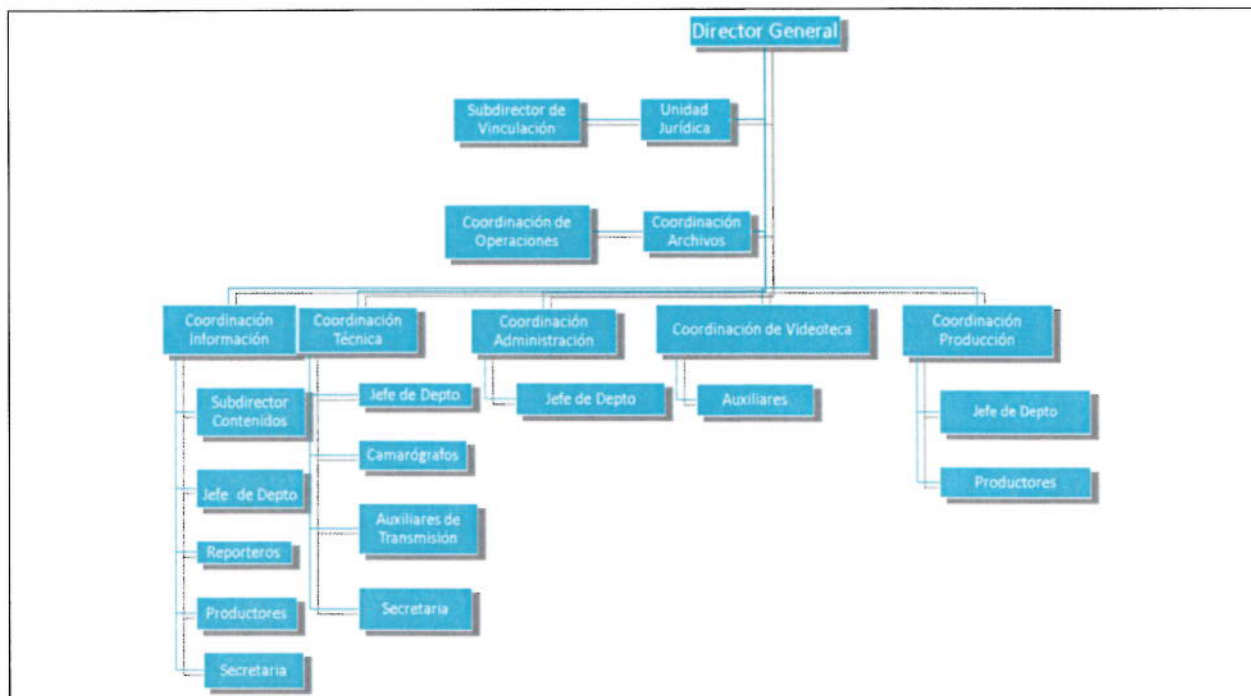 Director General
Subdirector de
Vinculación
Unidad
Jurídica
Coordinación de
Operaciones
Coordinación
Archivos
Coordinación
Información
Coordinación
Técnica
Coordinación
Administración
Coordinación de Videoteca
Coordinación
Producción
Subdirector
Contenidos
Jefe de Depto
Reporteros
Productores
Secretaria
Jefe de Depto
Camarógrafos
Auxiliares de
Transmisión
Secretaria
Jefe de Depto
Auxiliares
Jefe de Depto
Productores